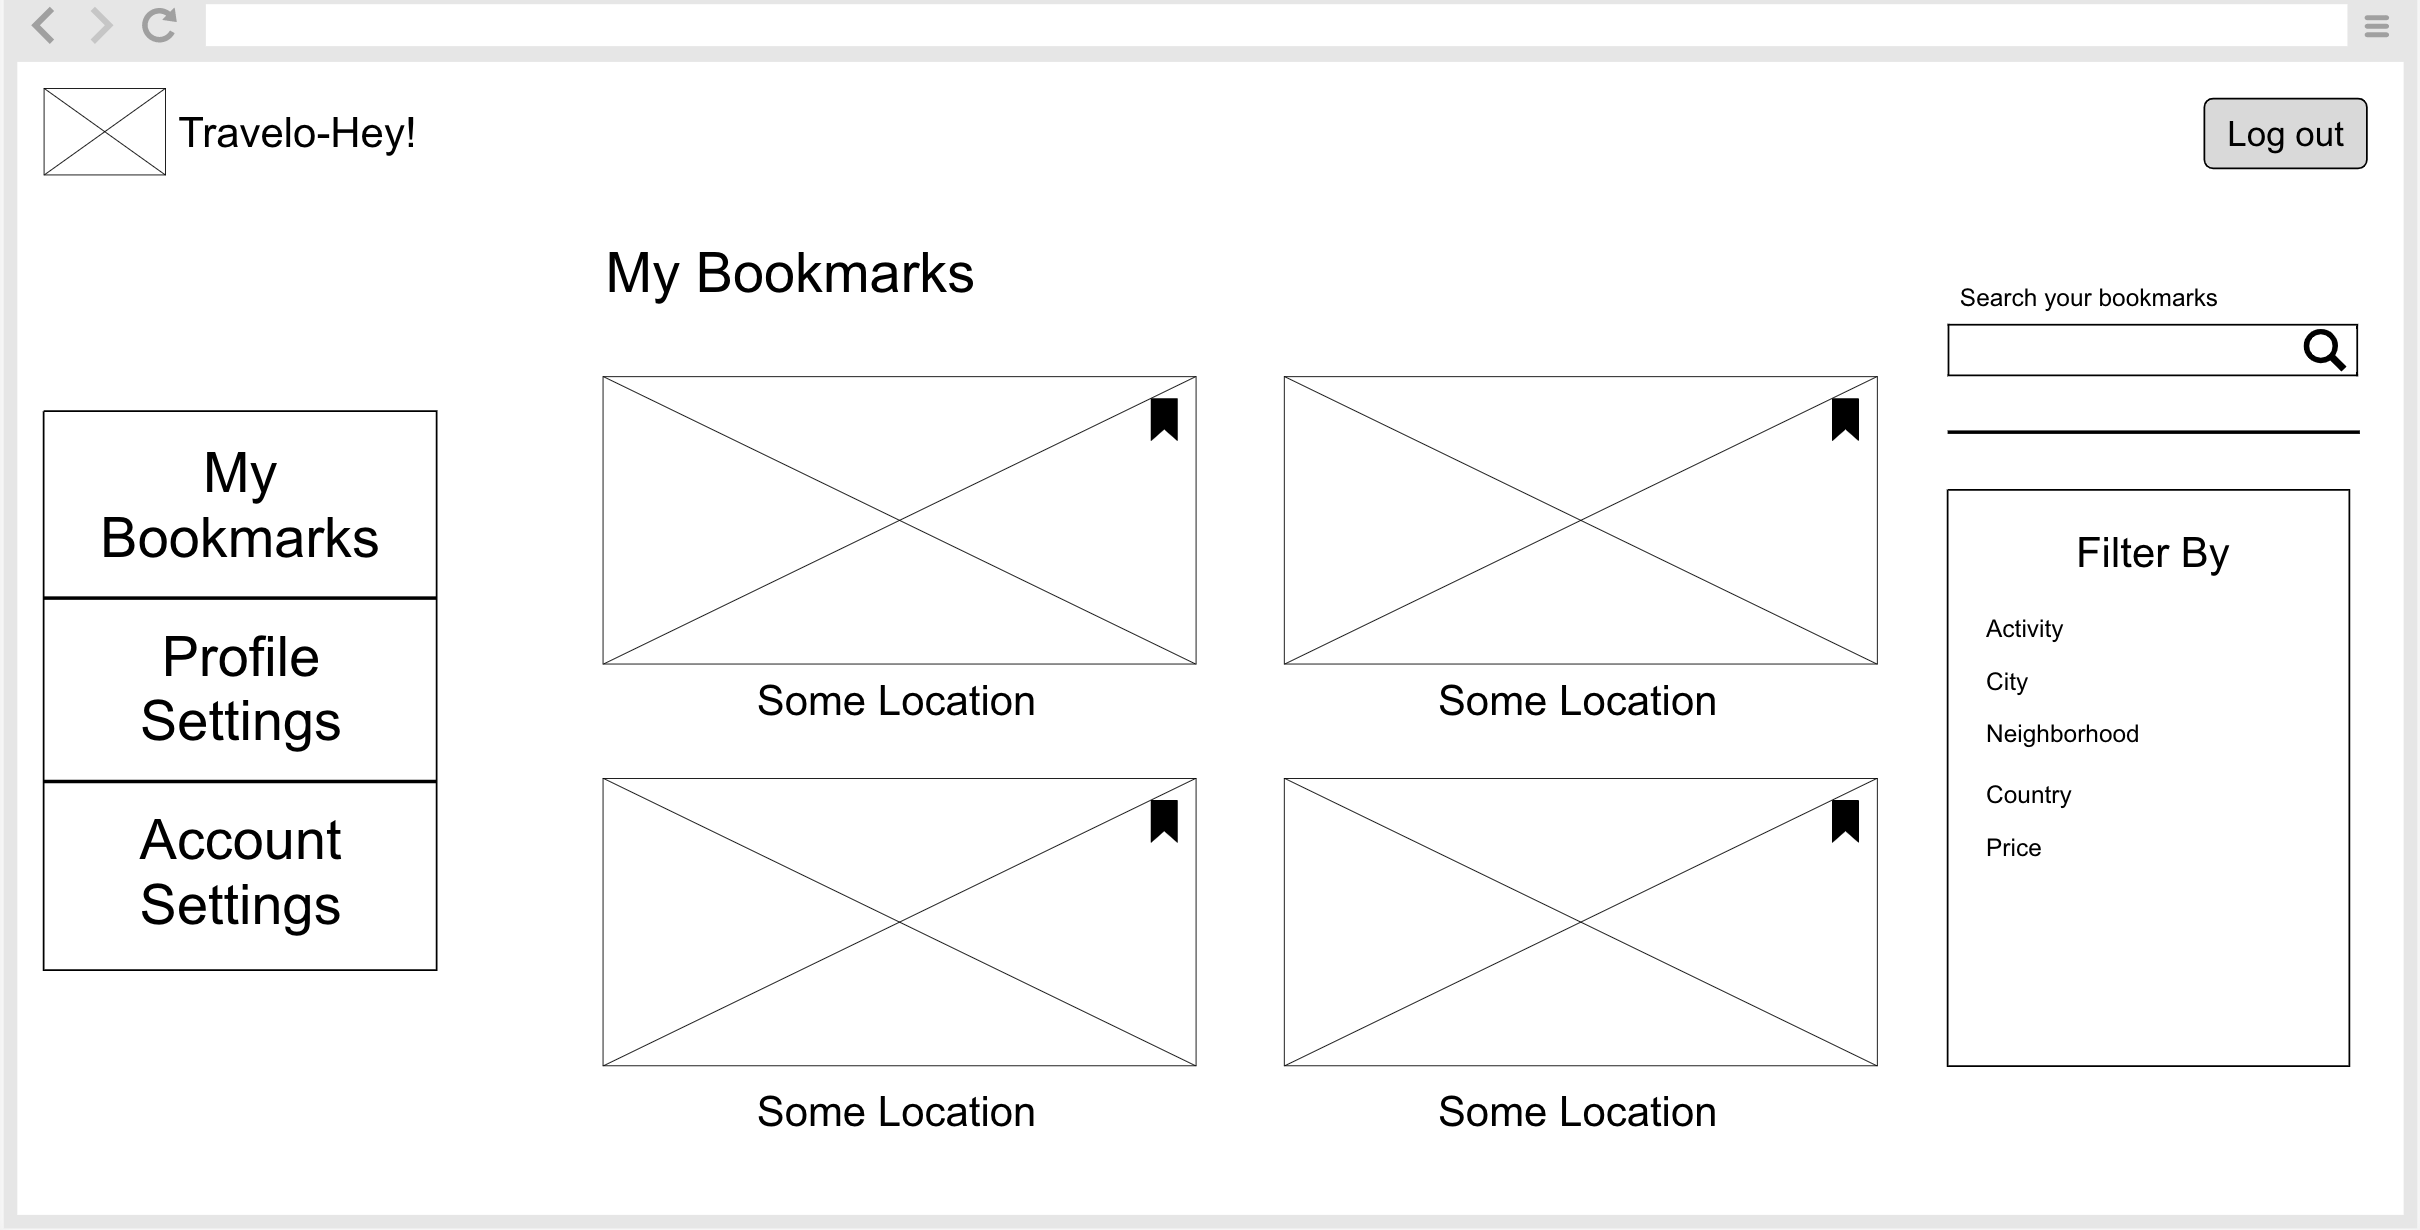 Travelo-Hey!
Log out
My Bookmarks
Search your bookmarks
My
Bookmarks
Profile
Settings
Account
Settings
Some Location
Some Location
Some Location
Some Location
Filter By
Activity
City
Neighborhood
Country
Price